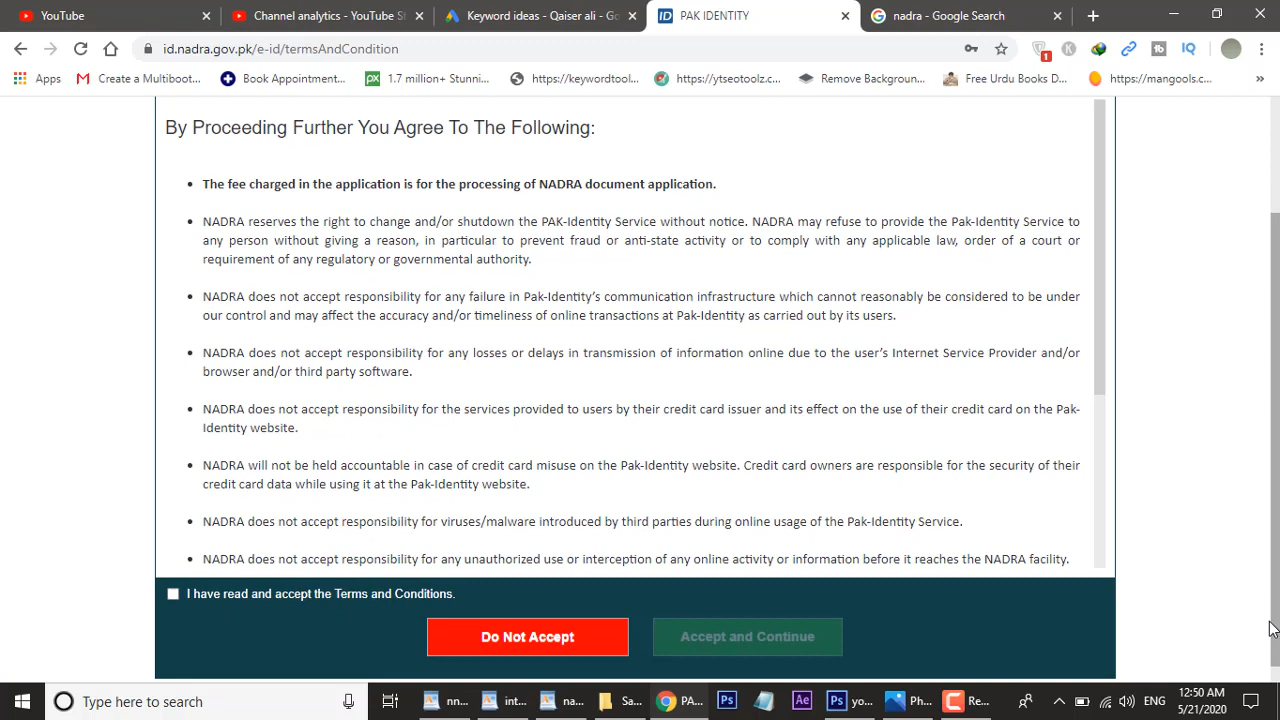 YouTube
Channel analytics - YouTube St
Keyword ideas - Qaiser ali - Go
PAK IDENTITY
nadra - Google Search
id.nadra.gov.pk/e-id/termsAndCondition
Apps
Create a Multiboot...
Book Appointment...
1.7 million+ Stunni...
https://keywordtool...
https://ytseotoolz.c...
Remove Backgroun...
Free Urdu Books D...
https://mangools.c...
By Proceeding Further You Agree To The Following:
• The fee charged in the application is for the processing of NADRA document application.
• NADRA reserves the right to change and/or shutdown the PAK-Identity Service without notice. NADRA may refuse to provide the Pak-Identity Service to
any person without giving a reason, in particular to prevent fraud or anti-state activity or to comply with any applicable law, order of a court or
requirement of any regulatory or governmental authority.
• NADRA does not accept responsibility for any failure in Pak-Identity's communication infrastructure which cannot reasonably be considered to be under
our control and may affect the accuracy and/or timeliness of online transactions at Pak-Identity as carried out by its users.
• NADRA does not accept responsibility for any losses or delays in transmission of information online due to the user's Internet Service Provider and/or
browser and/or third party software.
• NADRA does not accept responsibility for the services provided to users by their credit card issuer and its effect on the use of their credit card on the Pak-
Identity website.
• NADRA will not be held accountable in case of credit card misuse on the Pak-Identity website. Credit card owners are responsible for the security of their
credit card data while using it at the Pak-Identity website.
• NADRA does not accept responsibility for viruses/malware introduced by third parties during online usage of the Pak-Identity Service.
• NADRA does not accept responsibility for any unauthorized use or interception of any online activity or information before it reaches the NADRA facility.
I have read and accept the Terms and Conditions.
Do Not Accept
Accept and Continue
Type here to search
nn...
int...
na...
Sa...
PA...
yo...
Ph...
Re...
ENG
12:50 AM
5/21/2020